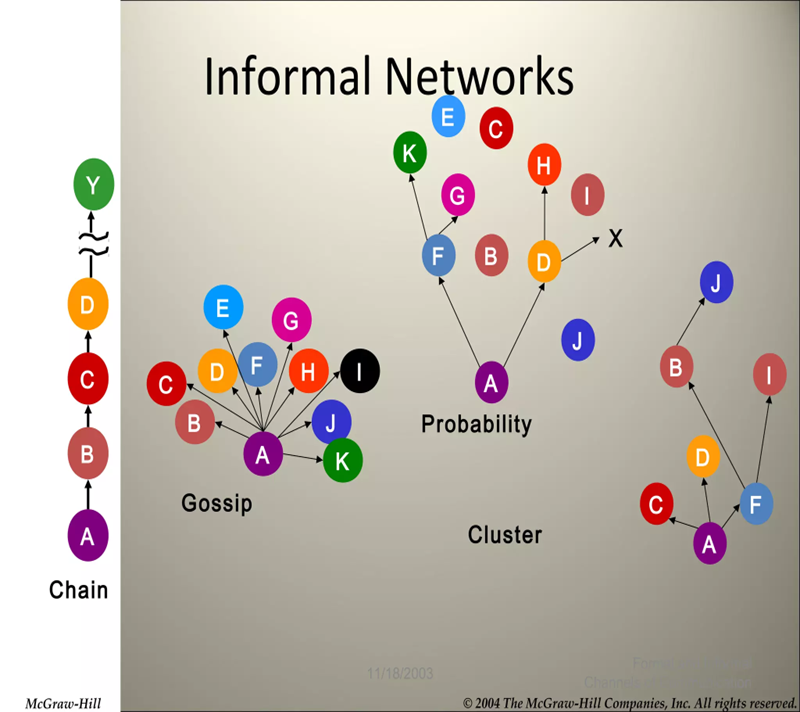 Informal Networks
E
C
K
H
G
I
F
B
D
X
J
A
Probability
Y
D
C
B
A
Chain
E
G
D
F
H
I
C
B
J
A
K
Gossip
J
B
I
D
C
F
A
Cluster
11/18/2003
McGraw-Hill
© 2004 The McGraw-Hill Companies, Inc. All rights reserved.